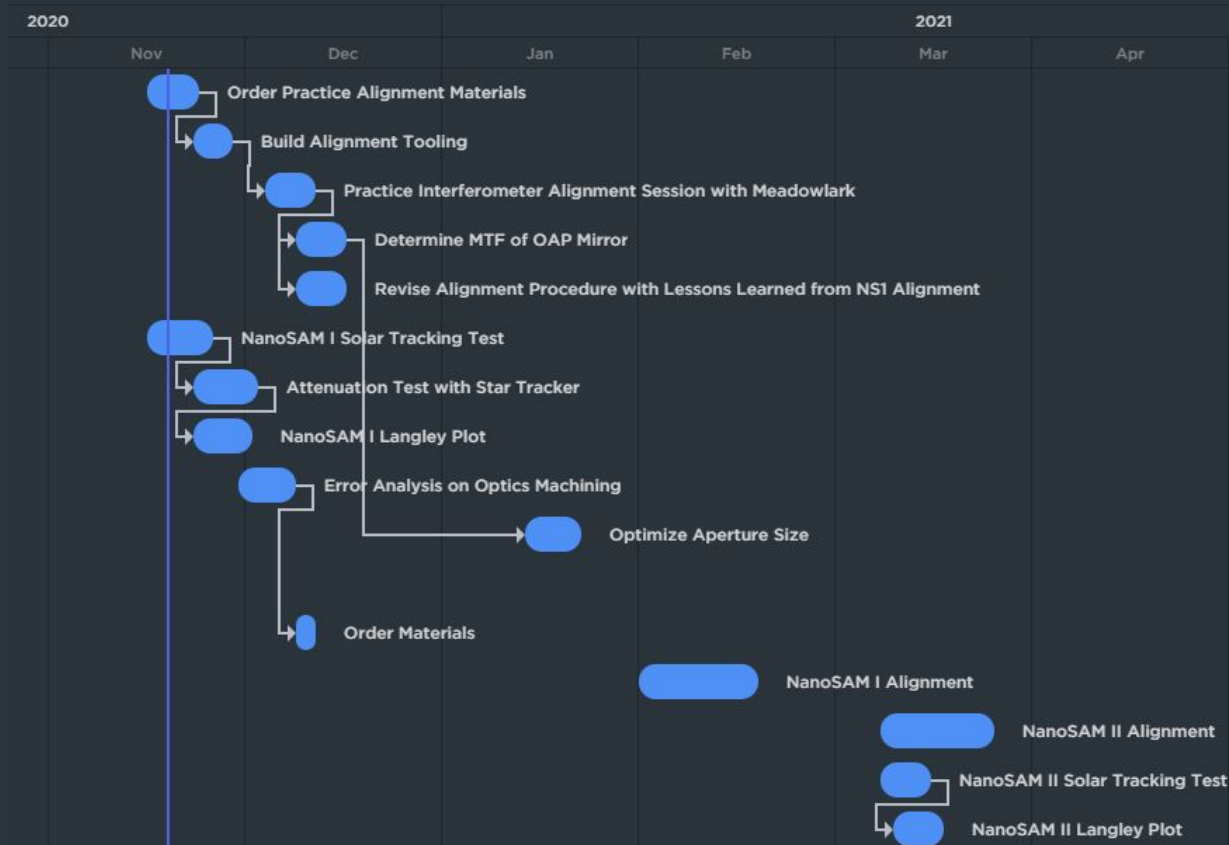 2020
2021
Nov
Dec
Jan
Feb
Mar
Apr
Order Practice Alignment Materials
Build Alignment Tooling
Practice Interferometer Alignment Session with Meadowlark
Determine MTF of OAP Mirror
Revise Alignment Procedure with Lessons Learned from NS1 Alignment
NanoSAM I Solar Tracking Test
Attenuation Test with Star Tracker
NanoSAM I Langley Plot
Error Analysis on Optics Machining
Optimize Aperture Size
Order Materials
NanoSAM I Alignment
NanoSAM II Alignment
NanoSAM II Solar Tracking Test
NanoSAM II Langley Plot